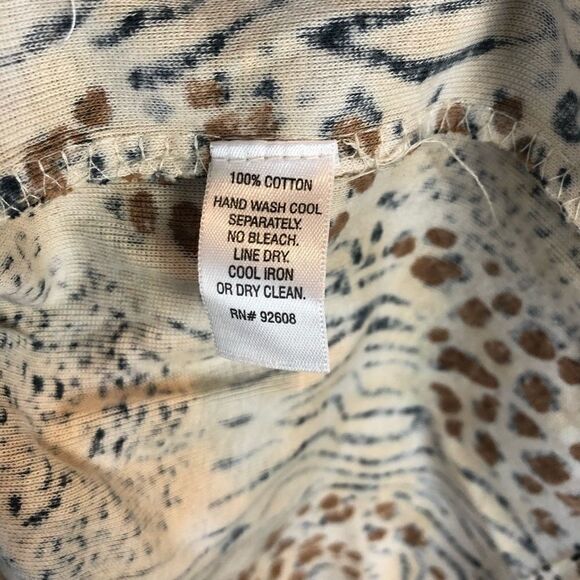 100% COTTON
HAND WASH COOL
SEPARATELY.
NO BLEACH.
LINE DRY.
COOL IRON
OR DRY CLEAN.
RN# 92608